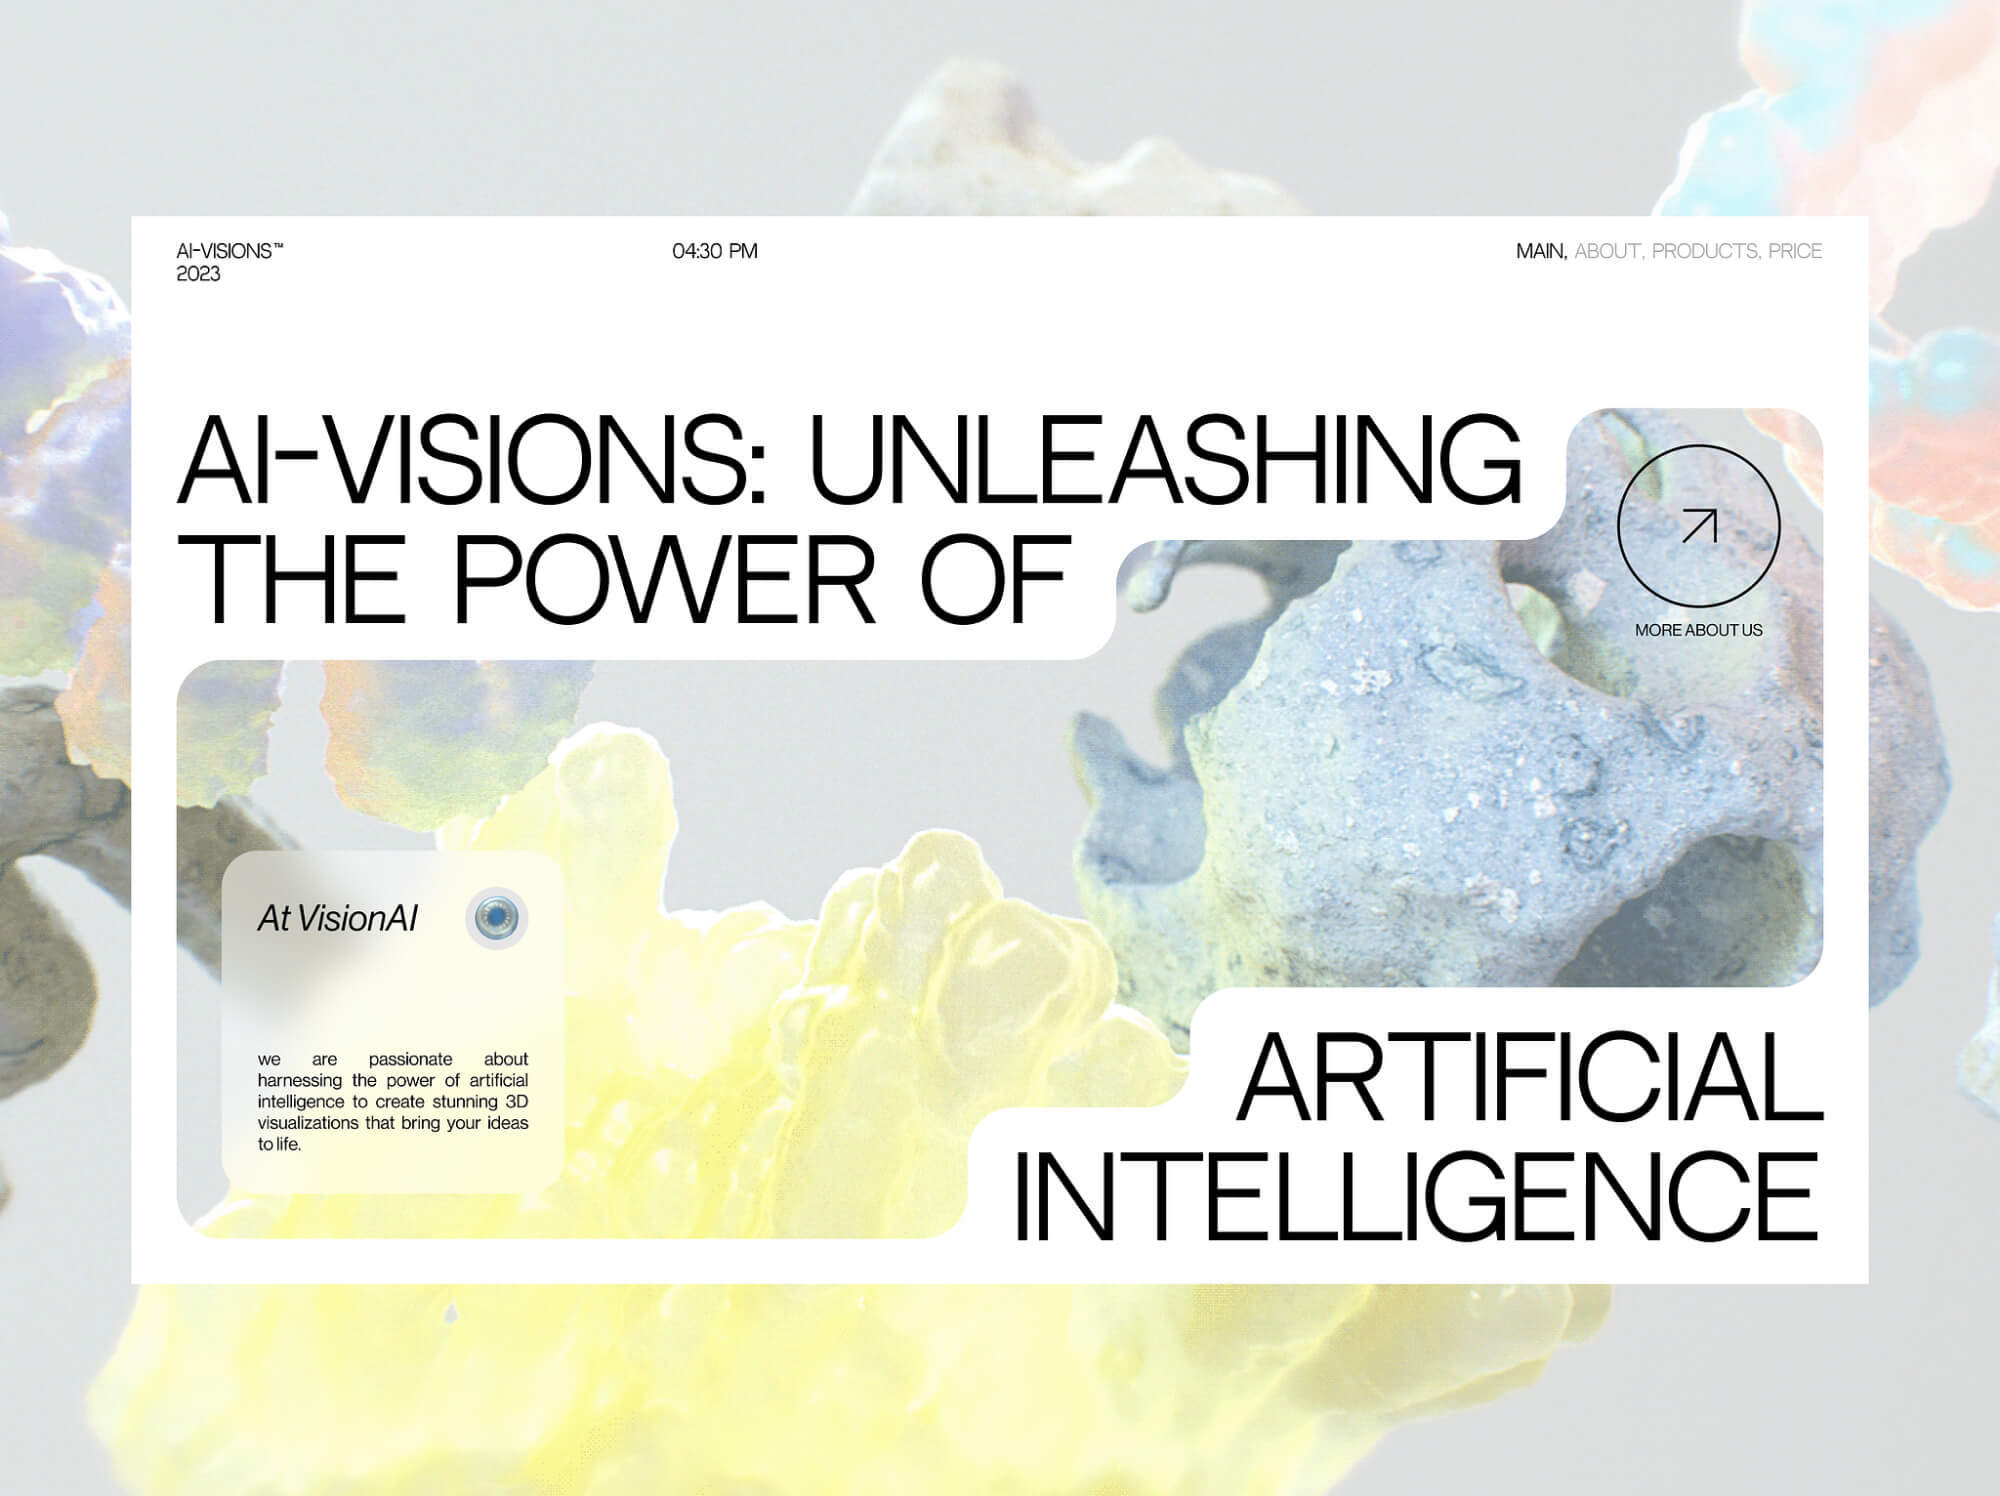 AI-VISIONS™
2023
04:30 PM
MAIN, ABOUT, PRODUCTS, PRICE
AI-VISIONS: UNLEASHING
THE POWER OF
MORE ABOUT US
At VisionAI
we are passionate about
harnessing the power of artificial
intelligence to create stunning 3D
visualizations that bring your ideas
to life.
ARTIFICIAL
INTELLIGENCE